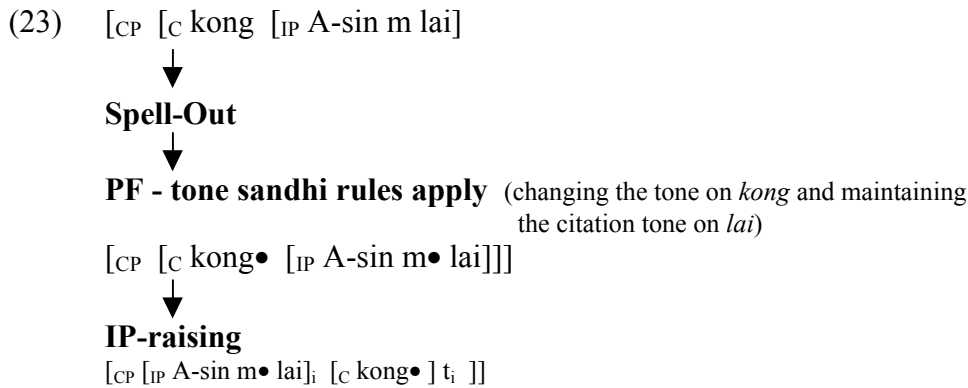 (23) [CP [C kong [IP A-sin m lai]
Spell-Out
PF - tone sandhi rules apply (changing the tone on kong and maintaining
the citation tone on lai)
[CP [C kong● [IP A-sin m● lai]]]
IP-raising
[CP [IP A-sin m● lai]i [C kong● ] ti ]]